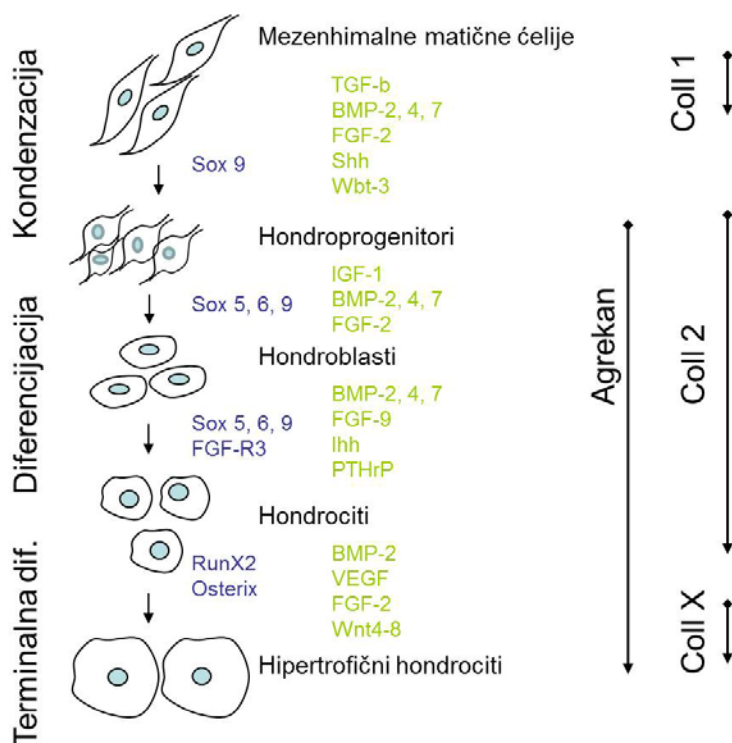 Kondenzacija
Mezenhimalne matične ćelije
TGF-b
BMP-2, 4, 7
FGF-2
Shh
Wbt-3
Sox 9
Hondroprogenitori
IGF-1
BMP-2, 4, 7
FGF-2
Sox 5, 6, 9
Diferencijacija
Hondroblasti
BMP-2, 4, 7
FGF-9
Ihh
PTHrP
Sox 5, 6, 9
FGF-R3
Hondrociti
BMP-2
VEGF
FGF-2
Wnt4-8
RunX2
Osterix
Terminalna dif.
Hipertrofični hondrociti
Agrekan
Coll 1
Coll 2
Coll X